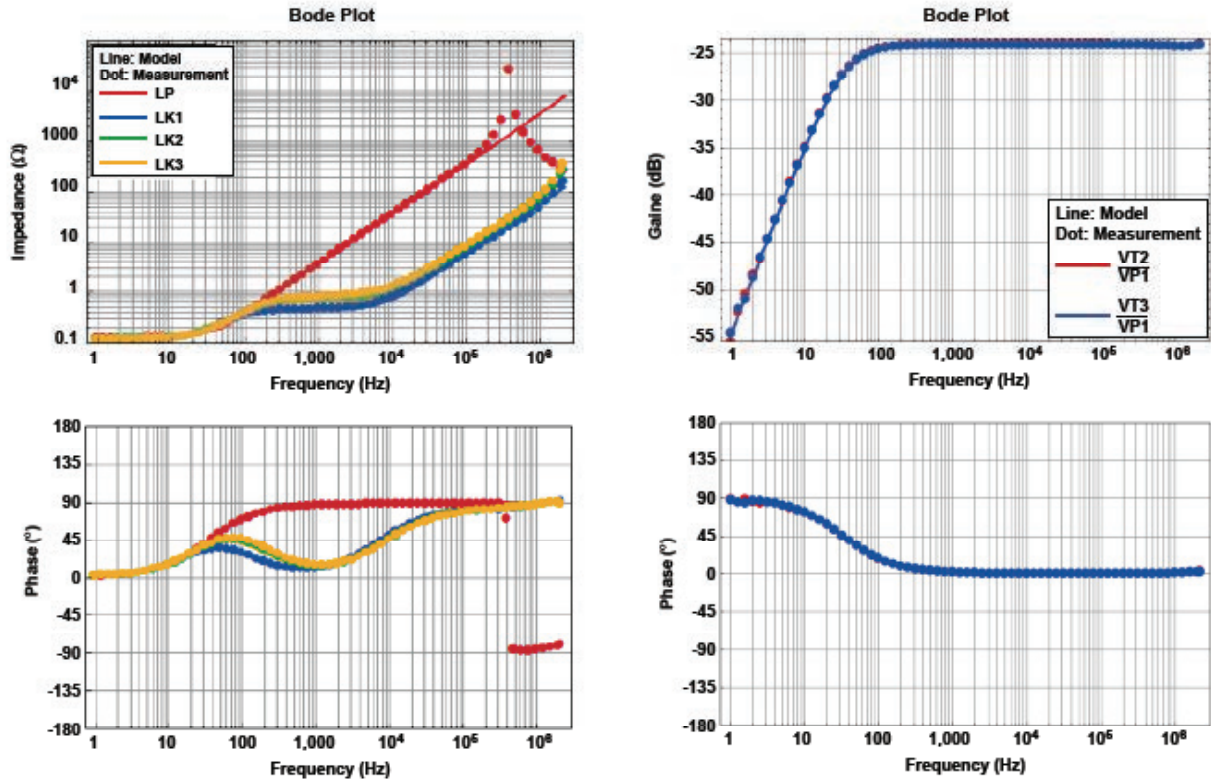 Bode Plot
Line: Model
Dot: Measurement
LP
LK1
LK2
LK3
10⁴
1000
100
10
1
0.1
Impedance (Ω)
1 10 100 1,000 10⁴ 10⁵ 10⁶
Frequency (Hz)
Bode Plot
-25
-30
-35
-40
-45
-50
-55
Gaine (dB)
Line: Model
Dot: Measurement
VT2
VP1
VT3
VP1
1 10 100 1,000 10⁴ 10⁵ 10⁶
Frequency (Hz)
180
135
90
45
0
-45
-90
-135
-180
Phase (°)
1 10 100 1,000 10⁴ 10⁵ 10⁶
Frequency (Hz)
180
135
90
45
0
-45
-90
-135
-180
Phase (°)
1 10 100 1,000 10⁴ 10⁵ 10⁶
Frequency (Hz)